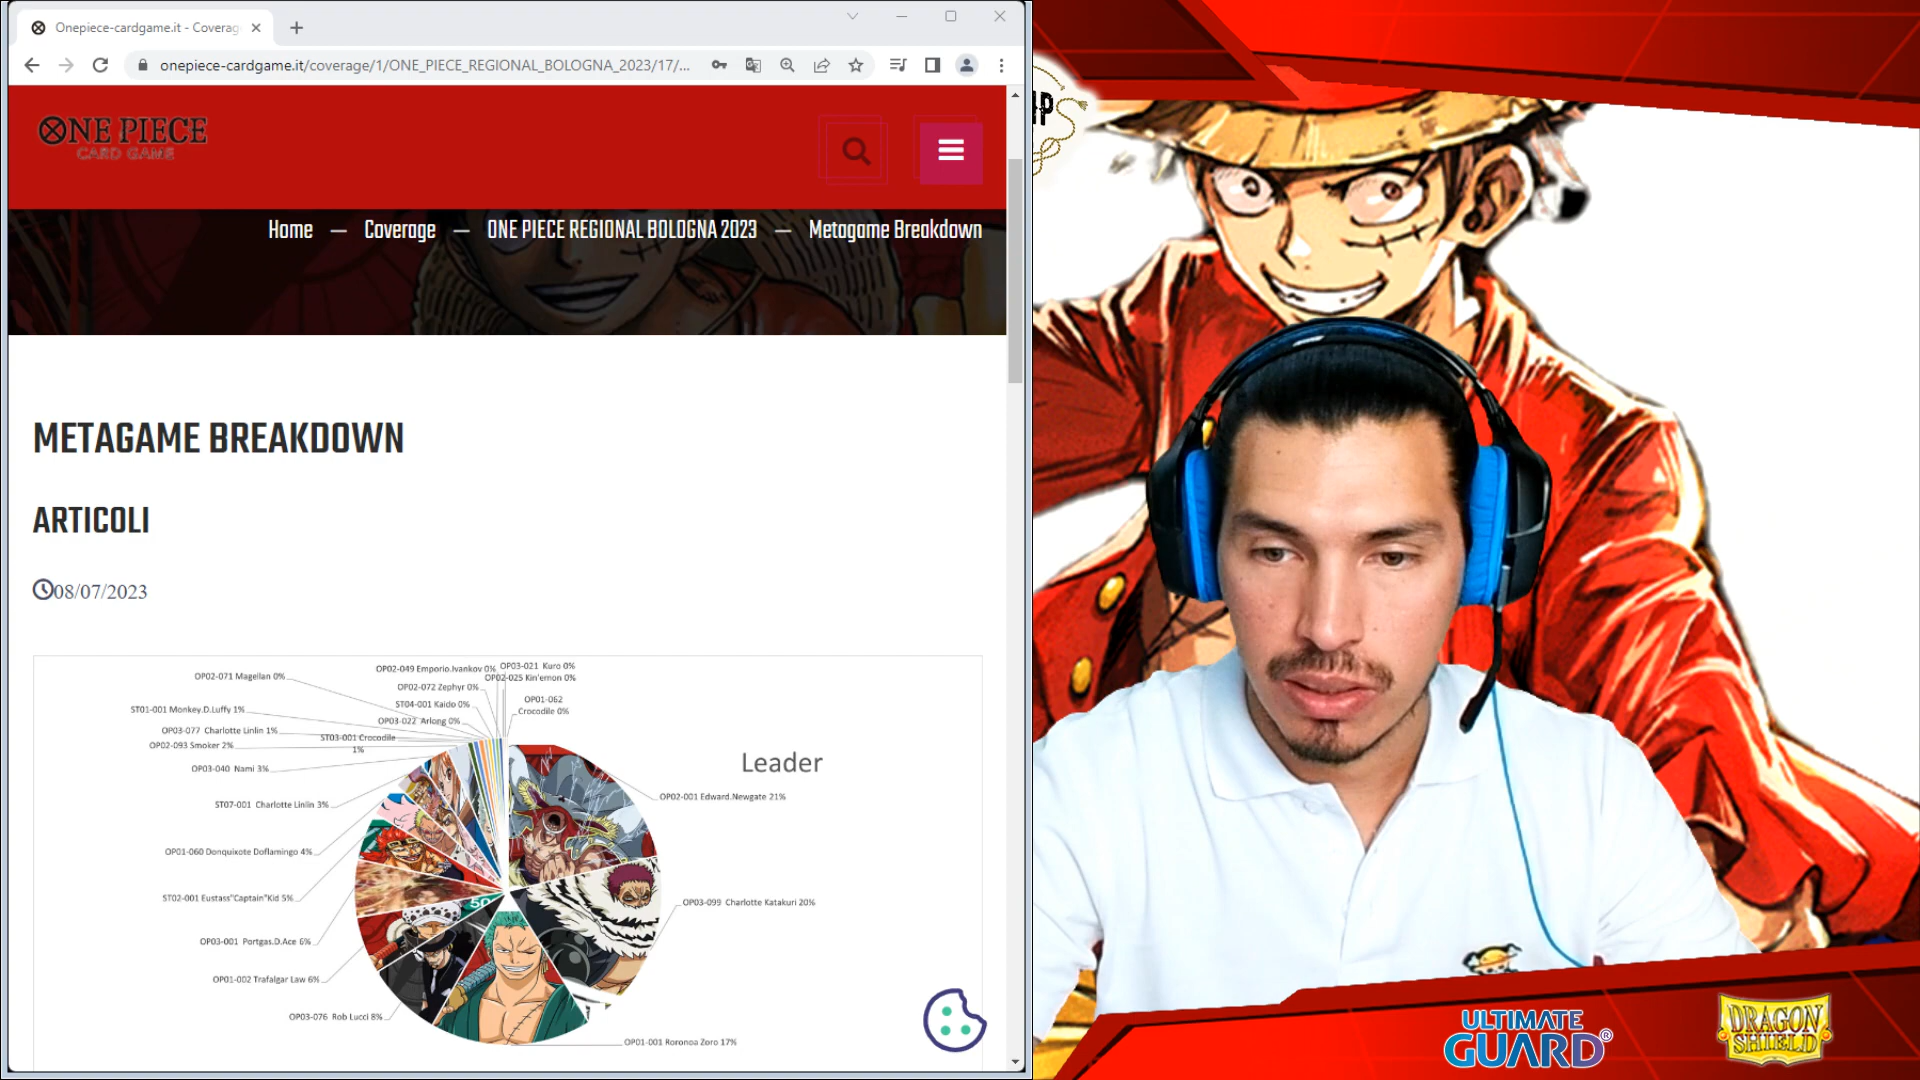 Onepiece-cardgame.it - Coverag
onepiece-cardgame.it/coverage/1/ONE_PIECE_REGIONAL_BOLOGNA_2023/17/...
ONE PIECE
CARD GAME
Home — Coverage — ONE PIECE REGIONAL BOLOGNA 2023 — Metagame Breakdown
METAGAME BREAKDOWN
ARTICOLI
08/07/2023
OP02-049 Emporio.Ivankov 0%
OP03-021 Kuro 0%
OP02-071 Magellan 0%
OP02-025 Kin'emon 0%
OP02-072 Zephyr 0%
ST04-001 Kaido 0%
OP01-062
Crocodile 0%
ST01-001 Monkey.D.Luffy 1%
OP03-022 Arlong 0%
OP03-077 Charlotte Linlin 1%
ST03-001 Crocodile
1%
OP02-093 Smoker 2%
OP03-040 Nami 3%
Leader
OP02-001 Edward.Newgate 21%
ST07-001 Charlotte Linlin 3%
OP01-060 Donquixote Doflamingo 4%
ST02-001 Eustass"Captain"Kid 5%
OP03-099 Charlotte Katakuri 20%
50
OP03-001 Portgas.D.Ace 6%
OP01-002 Trafalgar Law 6%
OP03-076 Rob Lucci 8%
OP01-001 Roronoa Zoro 17%
ULTIMATE
GUARD®
DRAGON
SHIELD